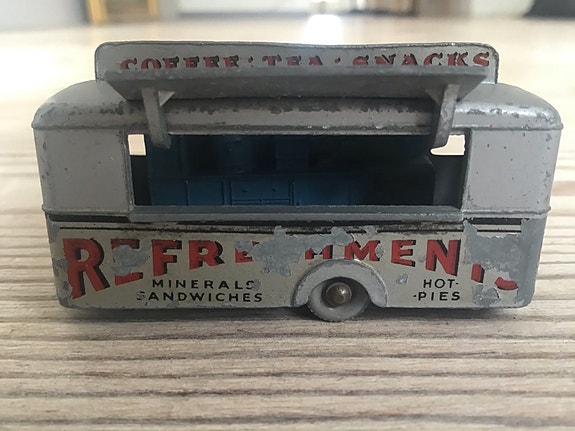 COFFEE · TEA · SNACKS
REFRESHMENTS
MINERALS HOT-
SANDWICHES -PIES